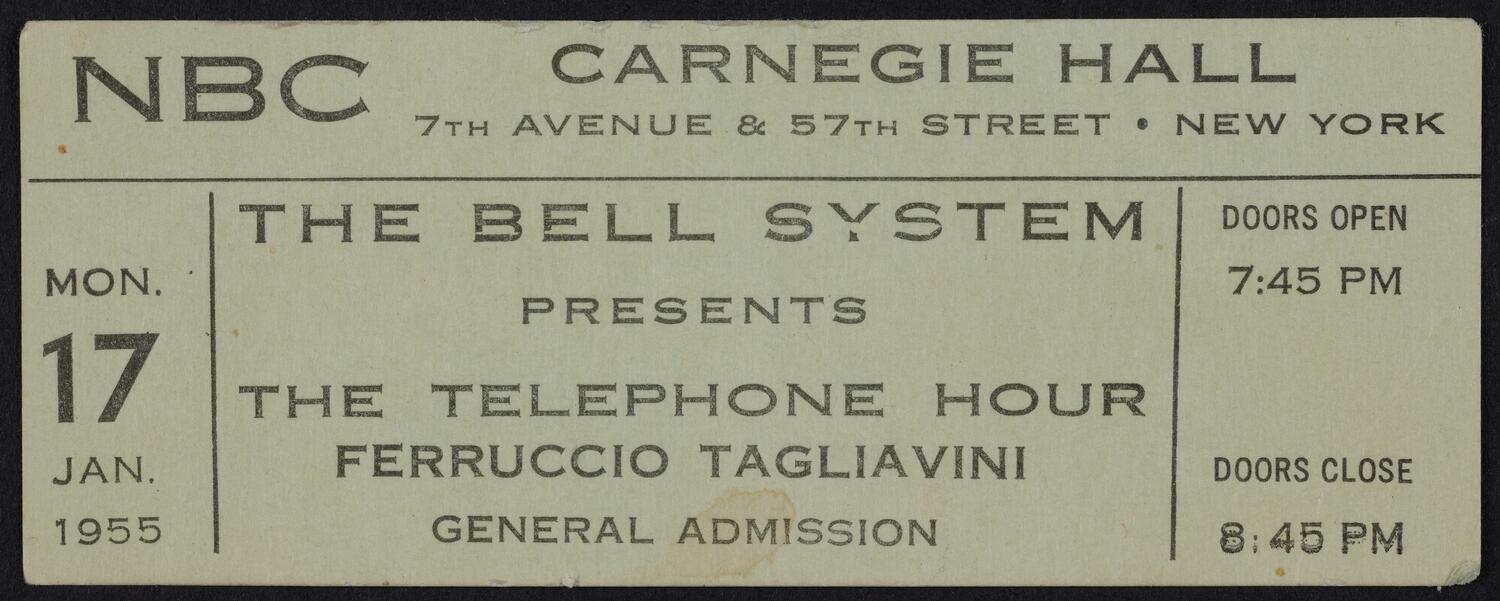 NBC
CARNEGIE HALL
7TH AVENUE & 57TH STREET • NEW YORK
MON.
17
JAN.
1955
THE BELL SYSTEM
PRESENTS
THE TELEPHONE HOUR
FERRUCCIO TAGLIAVINI
GENERAL ADMISSION
DOORS OPEN
7:45 PM
DOORS CLOSE
8:45 PM